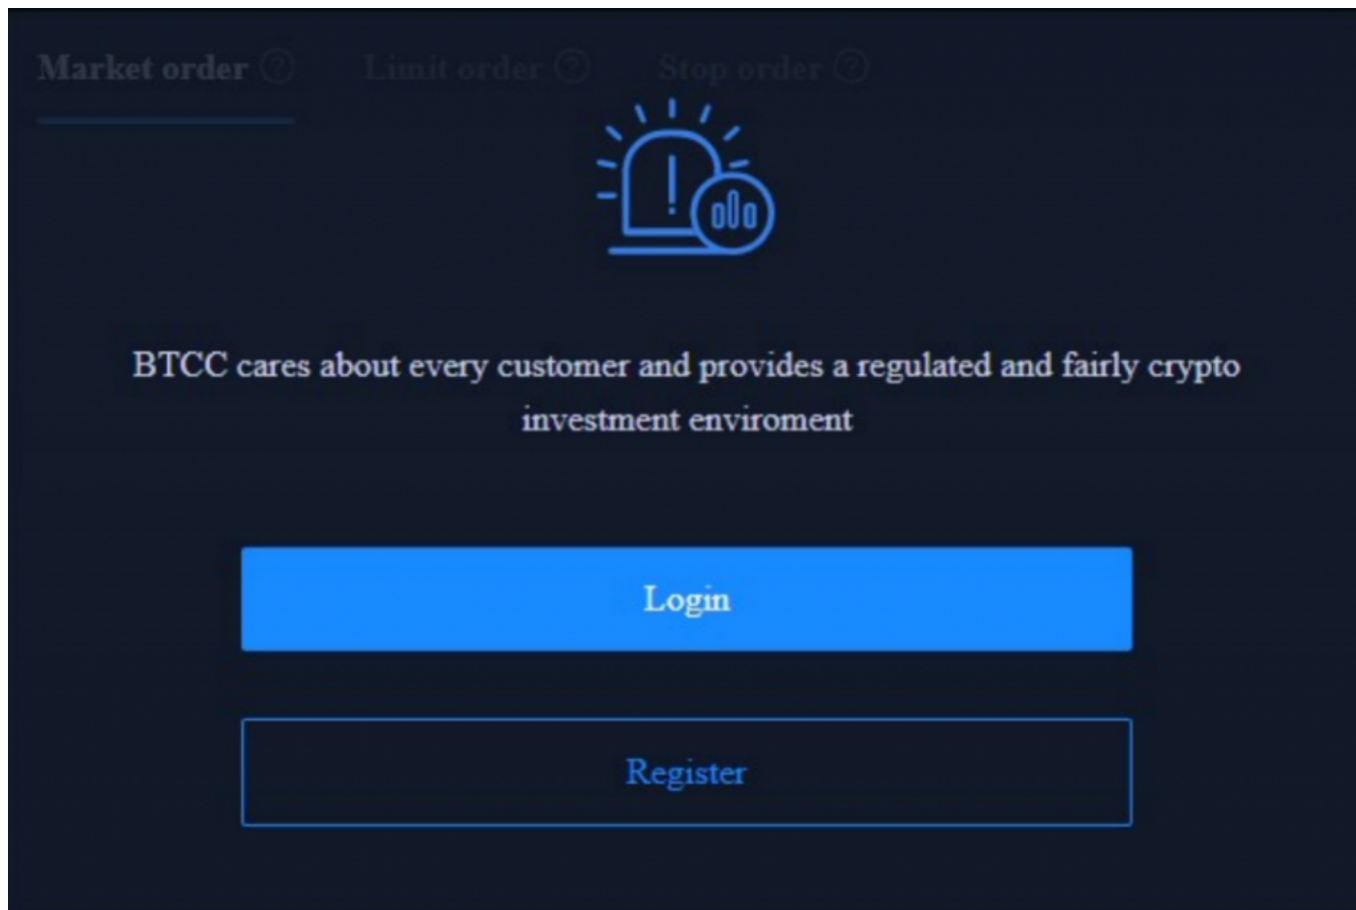 Market order Limit order Stop order
BTCC cares about every customer and provides a regulated and fairly crypto
investment enviroment
Login
Register